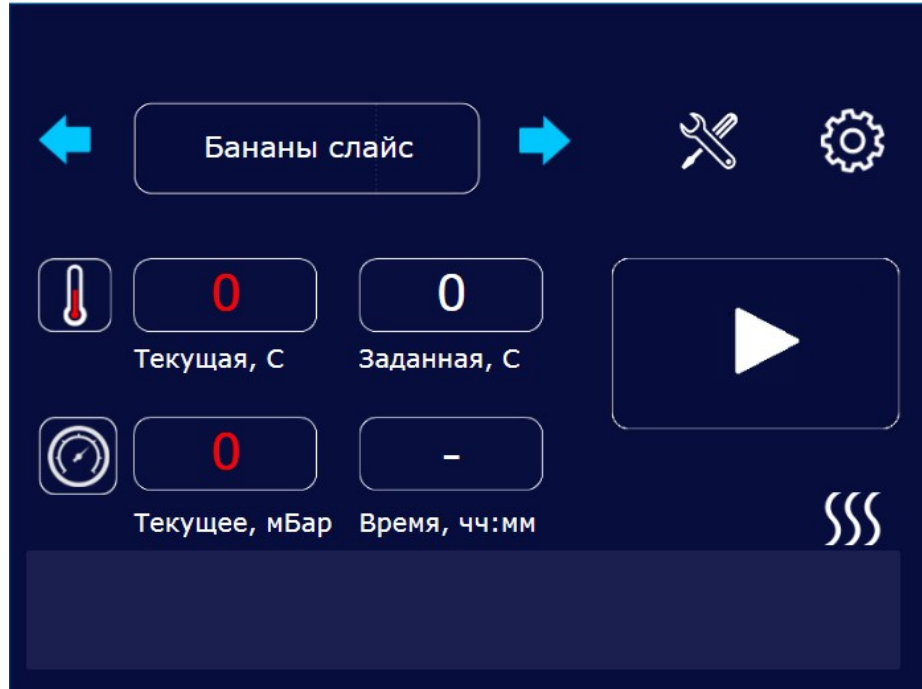 Бананы слайс
0 0
Текущая, С Заданная, С
0 -
Текущее, мБар Время, чч:мм